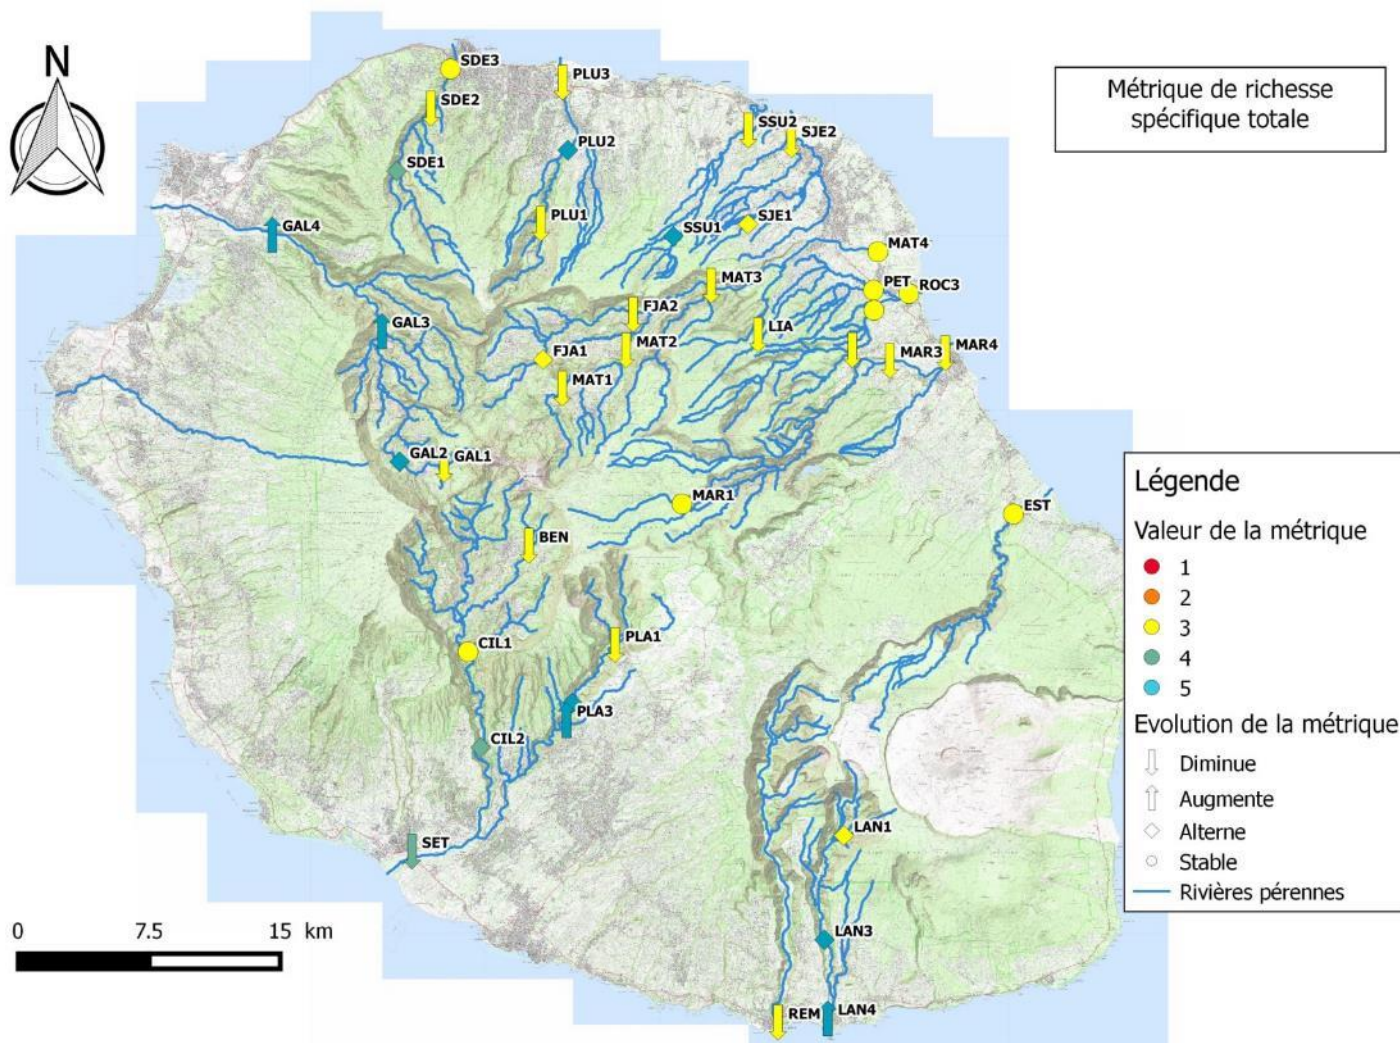 N
Métrique de richesse
spécifique totale
SDE3
PLU3
SDE2
SSU2
SJE2
PLU2
SDE1
PLU1
SJE1
GAL4
SSU1
MAT4
MAT3
PET
ROC3
FJA2
GAL3
LIA
MAT2
MAR3
MAR4
FJA1
MAT1
GAL2
GAL1
MAR1
EST
BEN
CIL1
PLA1
PLA3
CIL2
SET
LAN1
LAN3
REM
LAN4
0 7.5 15 km
Légende
Valeur de la métrique
1
2
3
4
5
Evolution de la métrique
Diminue
Augmente
Alterne
Stable
Rivières pérennes